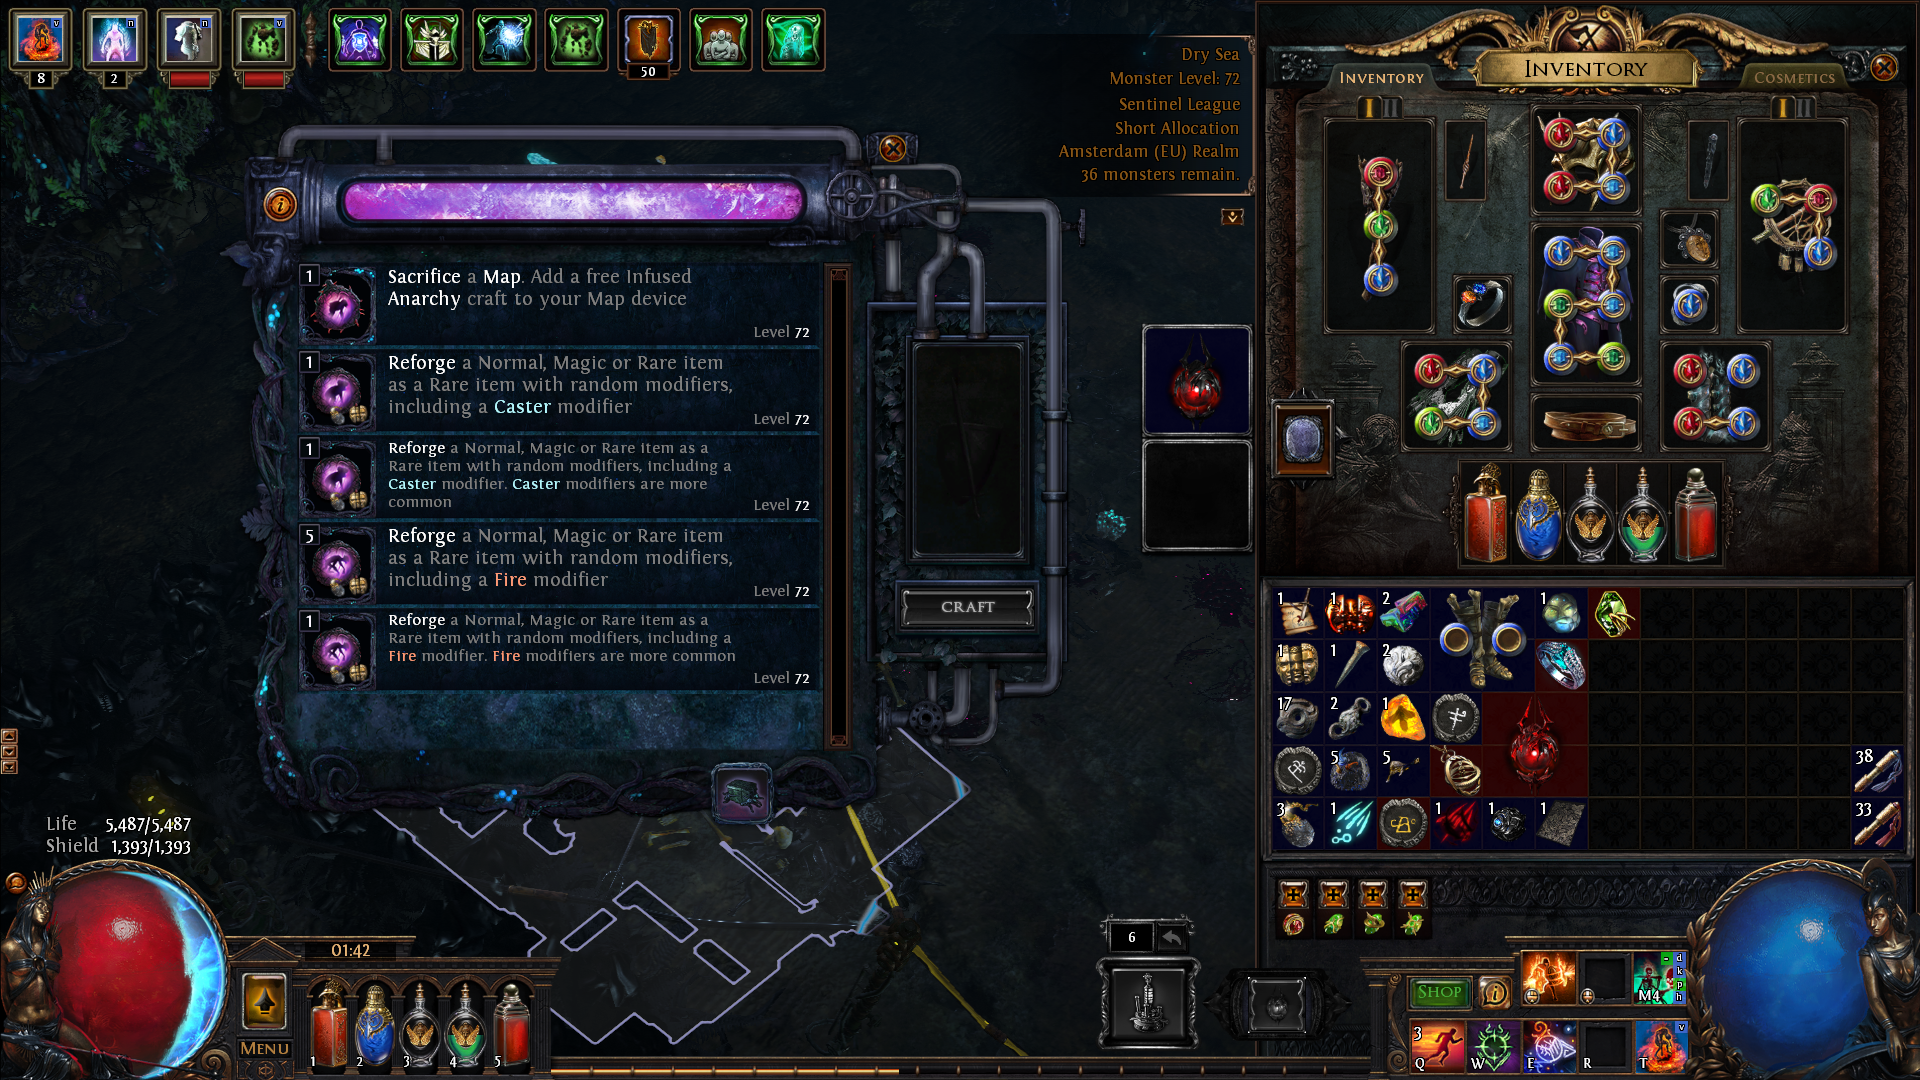 v
n
n
v
8
2
50
Dry Sea
Monster Level: 72
Sentinel League
Short Allocation
Amsterdam (EU) Realm
36 monsters remain.
Inventory
Inventory
Cosmetics
I II
I II
1
Sacrifice a Map. Add a free Infused
Anarchy craft to your Map device
Level 72
1
Reforge a Normal, Magic or Rare item
as a Rare item with random modifiers,
including a Caster modifier
Level 72
1
Reforge a Normal, Magic or Rare item as a
Rare item with random modifiers, including a
Caster modifier. Caster modifiers are more
common
Level 72
5
Reforge a Normal, Magic or Rare item
as a Rare item with random modifiers,
including a Fire modifier
Level 72
1
Reforge a Normal, Magic or Rare item as a
Rare item with random modifiers, including a
Fire modifier. Fire modifiers are more common
Level 72
Craft
1 1 2 1
1 1 2
17 2 1
5 5 38
3 1 1 1 1 33
Life 5,487/5,487
Shield 1,393/1,393
01:42
Menu
1 2 3 4 5
6
Shop
M4
d
k
p
h
3
Q W E R T
v